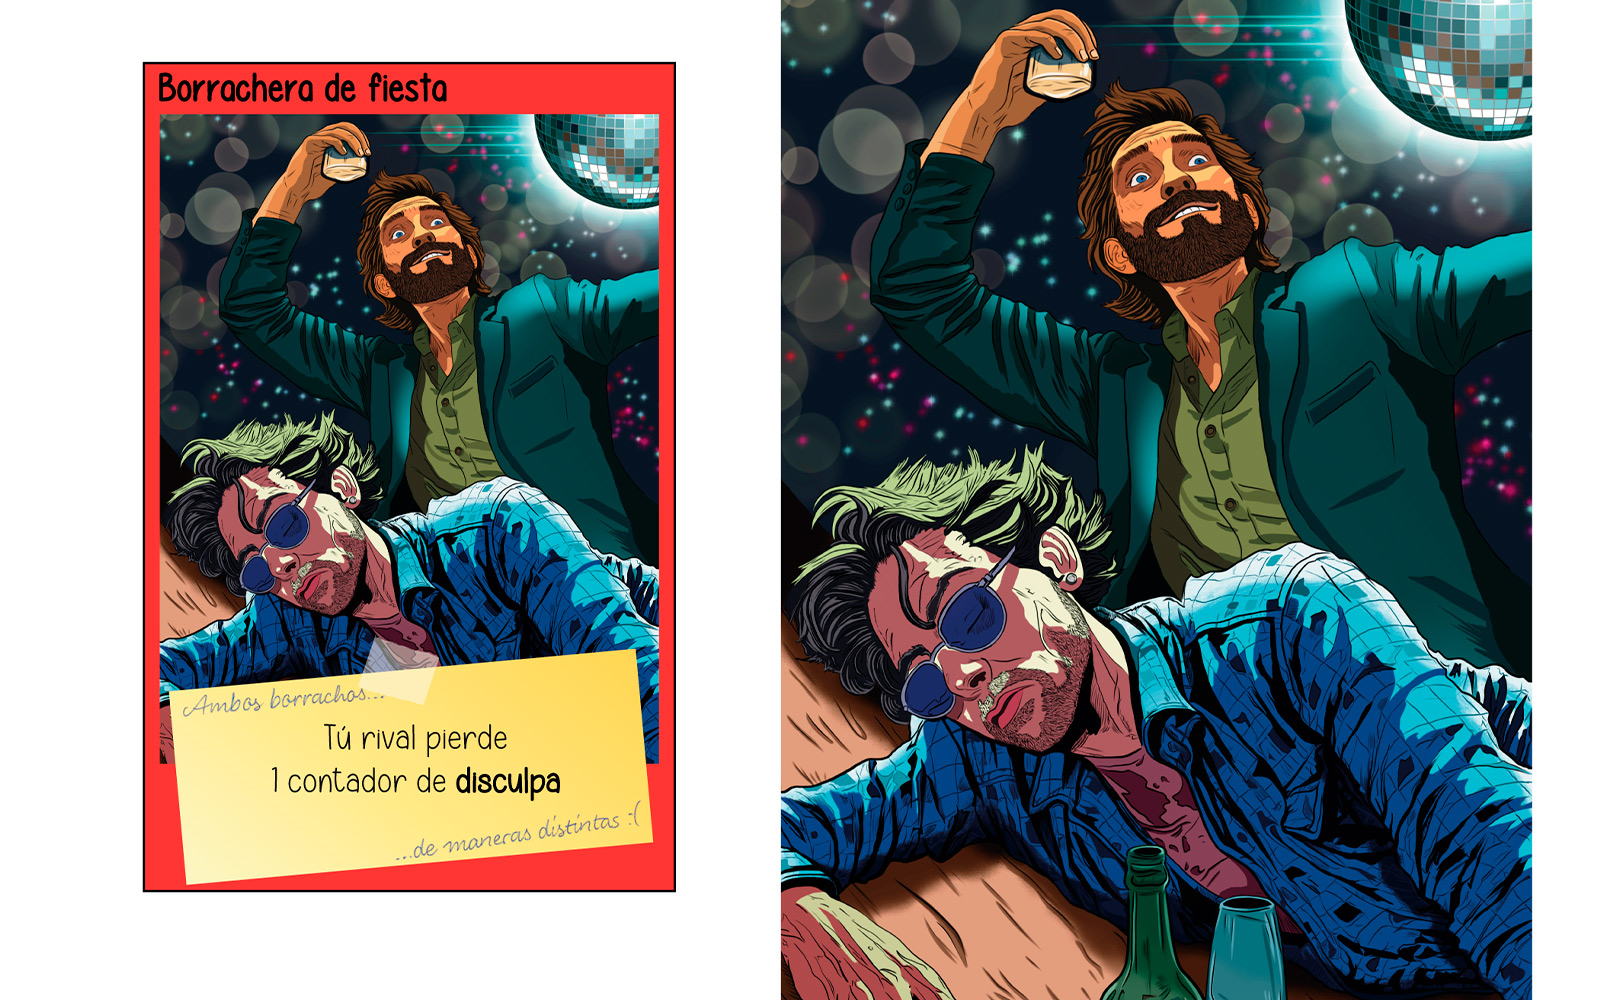 Borrachera de fiesta
Ambos borrachos...
Tú rival pierde
1 contador de disculpa
...de maneras distintas :(